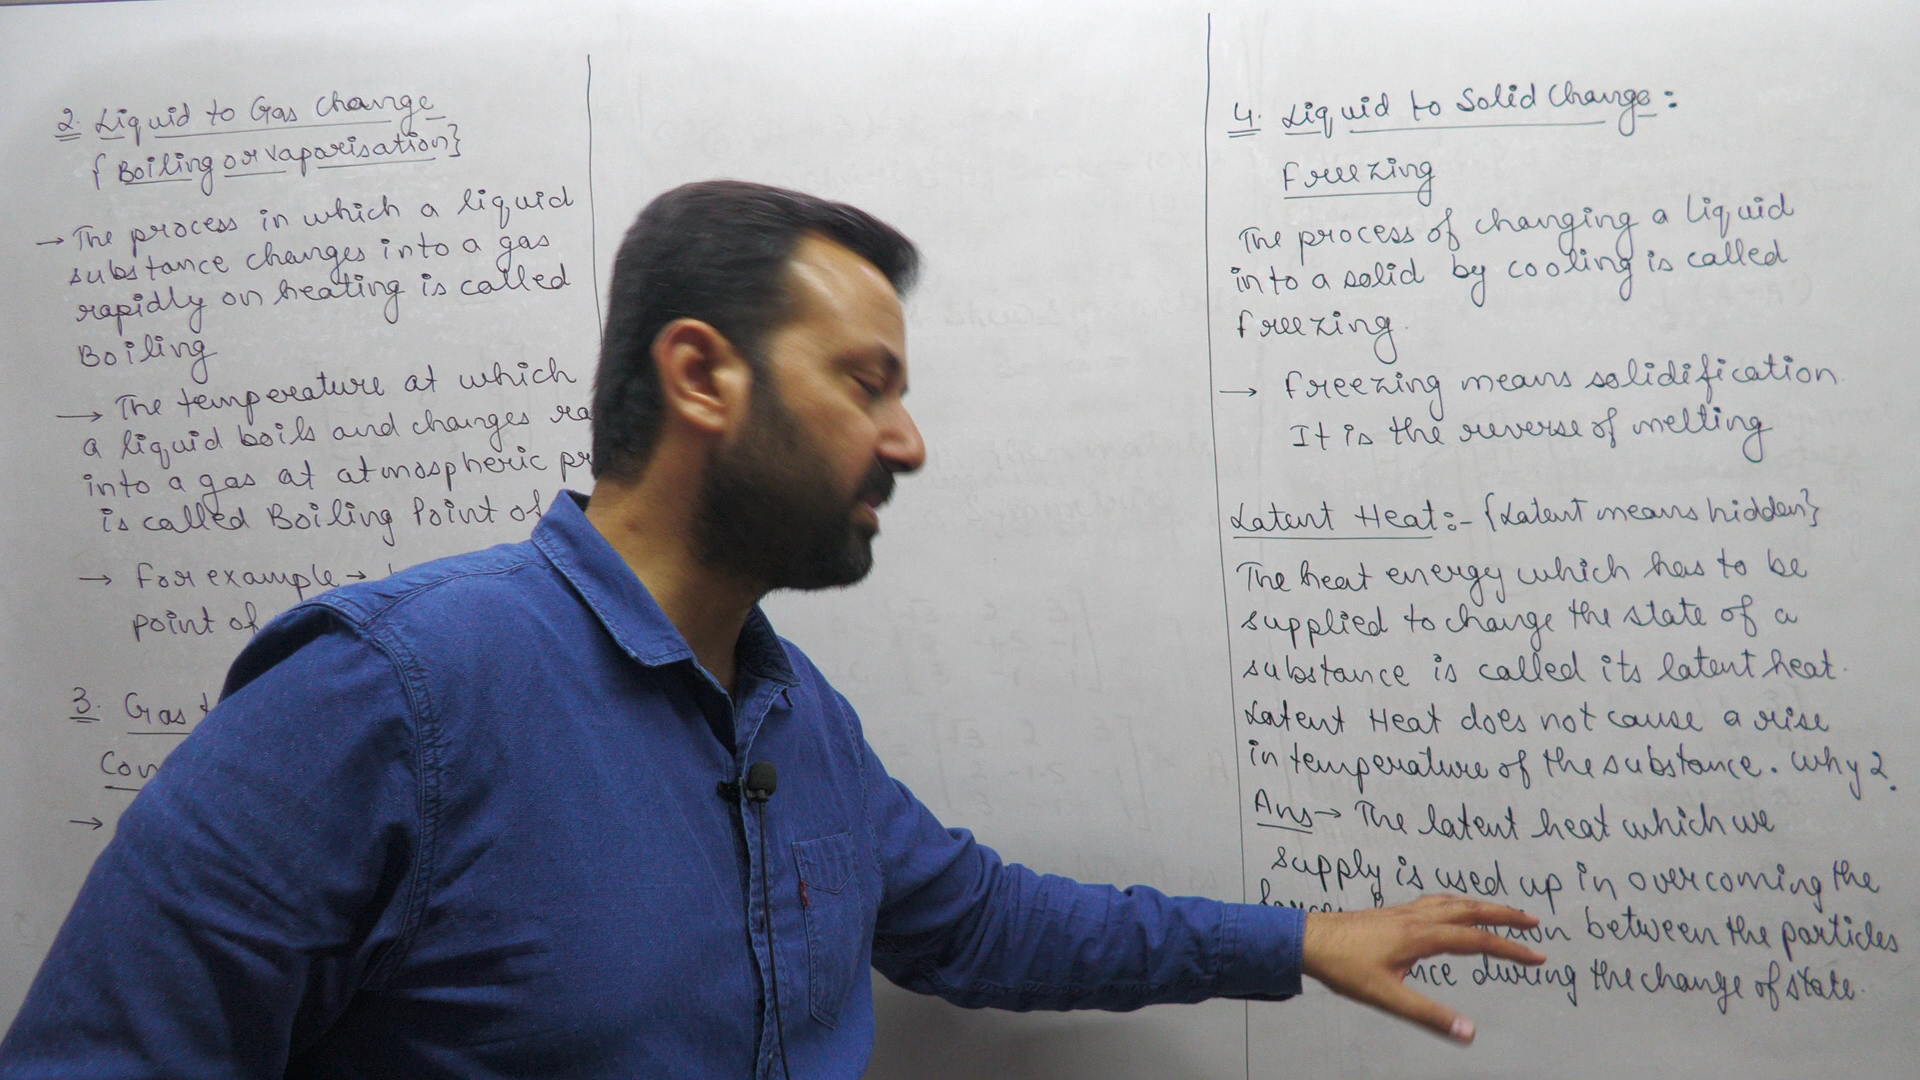 2. Liquid to Gas Change
{Boiling or vaporisation}
→ The process in which a liquid
substance changes into a gas
rapidly on heating is called
Boiling
→ The temperature at which
a liquid boils and changes
into a gas at atmospheric
is called Boiling Point of
→ For example →
point of
3. Gas
→
4. Liquid to Solid Change:
Freezing
The process of changing a liquid
into a solid by cooling is called
freezing.
→ Freezing means solidification.
It is the reverse of melting
Latent Heat:- {Latent means hidden}
The heat energy which has to be
supplied to change the state of a
substance is called its latent heat.
Latent Heat does not cause a rise
in temperature of the substance. Why?
Ans→ The latent heat which we
supply is used up in overcoming the
between the particles
during the change of state.